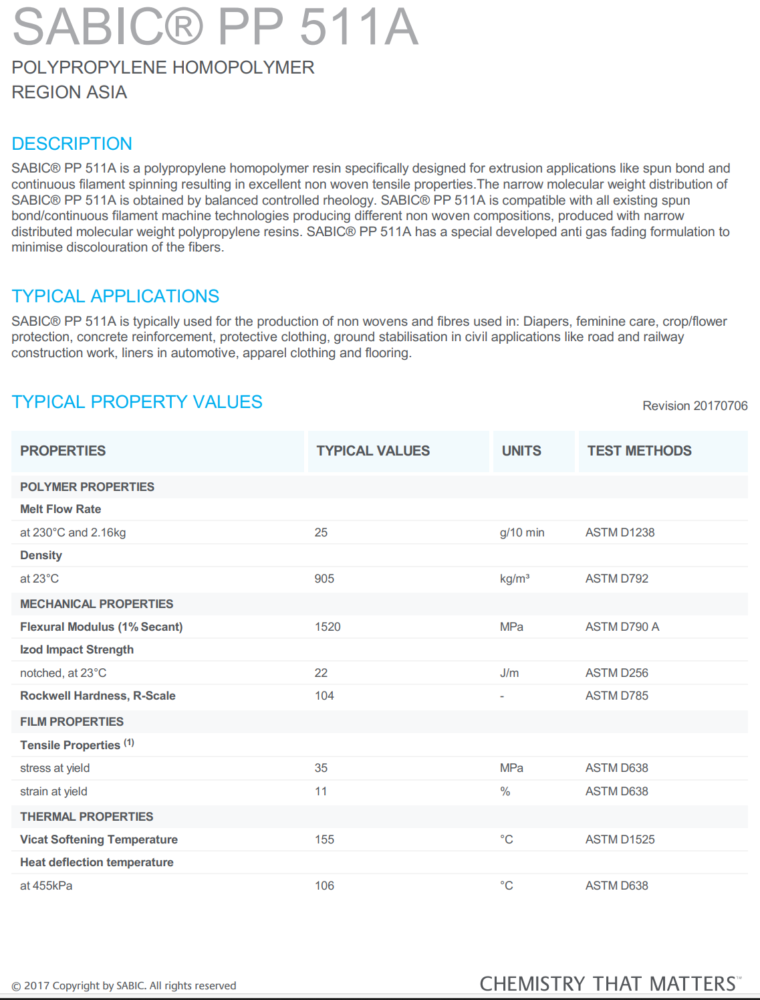 SABIC® PP 511A
POLYPROPYLENE HOMOPOLYMER
REGION ASIA
DESCRIPTION
SABIC® PP 511A is a polypropylene homopolymer resin specifically designed for extrusion applications like spun bond and
continuous filament spinning resulting in excellent non woven tensile properties.The narrow molecular weight distribution of
SABIC® PP 511A is obtained by balanced controlled rheology. SABIC® PP 511A is compatible with all existing spun
bond/continuous filament machine technologies producing different non woven compositions, produced with narrow
distributed molecular weight polypropylene resins. SABIC® PP 511A has a special developed anti gas fading formulation to
minimise discolouration of the fibers.
TYPICAL APPLICATIONS
SABIC® PP 511A is typically used for the production of non wovens and fibres used in: Diapers, feminine care, crop/flower
protection, concrete reinforcement, protective clothing, ground stabilisation in civil applications like road and railway
construction work, liners in automotive, apparel clothing and flooring.
TYPICAL PROPERTY VALUES
Revision 20170706
PROPERTIES TYPICAL VALUES UNITS TEST METHODS
POLYMER PROPERTIES
Melt Flow Rate
at 230°C and 2.16kg 25 g/10 min ASTM D1238
Density
at 23°C 905 kg/m³ ASTM D792
MECHANICAL PROPERTIES
Flexural Modulus (1% Secant) 1520 MPa ASTM D790 A
Izod Impact Strength
notched, at 23°C 22 J/m ASTM D256
Rockwell Hardness, R-Scale 104 - ASTM D785
FILM PROPERTIES
Tensile Properties (1)
stress at yield 35 MPa ASTM D638
strain at yield 11 % ASTM D638
THERMAL PROPERTIES
Vicat Softening Temperature 155 °C ASTM D1525
Heat deflection temperature
at 455kPa 106 °C ASTM D638
© 2017 Copyright by SABIC. All rights reserved
CHEMISTRY THAT MATTERS™